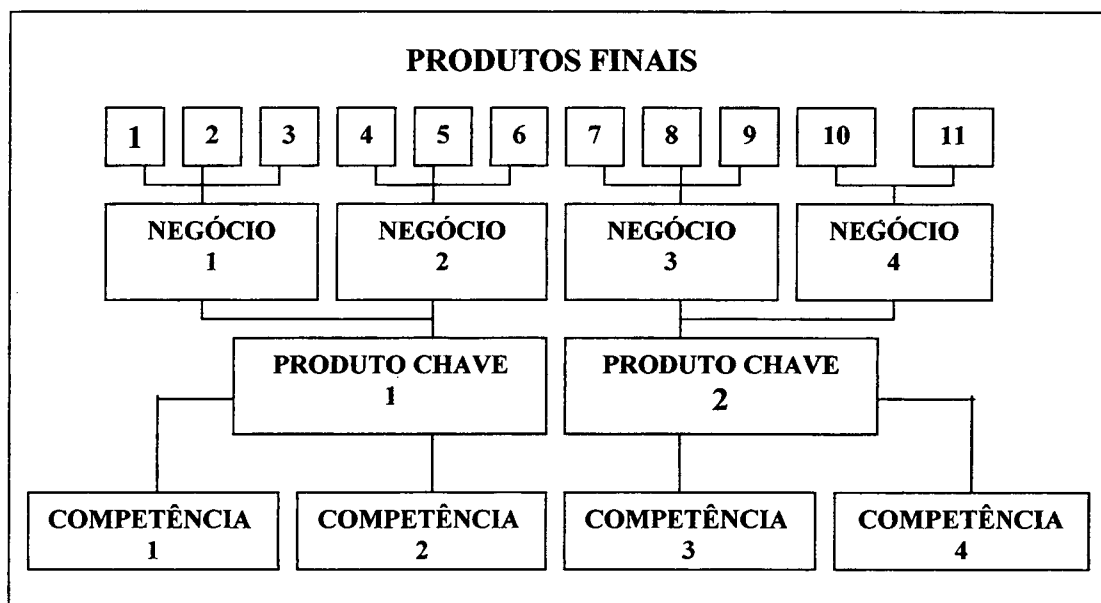 PRODUTOS FINAIS
1 2 3 4 5 6 7 8 9 10 11
NEGÓCIO NEGÓCIO NEGÓCIO NEGÓCIO
1 2 3 4
PRODUTO CHAVE PRODUTO CHAVE
1 2
COMPETÊNCIA COMPETÊNCIA COMPETÊNCIA COMPETÊNCIA
1 2 3 4